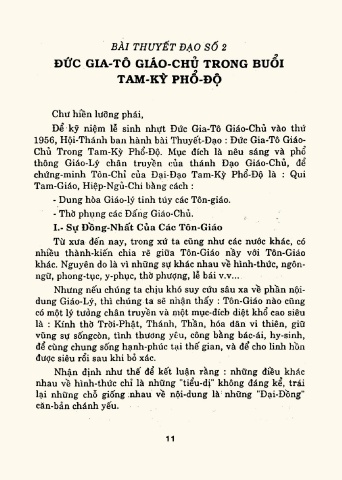 BÀI THUYẾT ĐẠO SỐ 2
ĐỨC GIA-TÔ GIÁO-CHỦ TRONG BUỔI
TAM-KỲ PHỔ-ĐỘ
Chư hiền lưỡng phái,
Để kỷ niệm lễ sinh nhựt Đức Gia-Tô Giáo-Chủ vào thứ
1956, Hội-Thánh ban hành bài Thuyết-Đạo : Đức Gia-Tô Giáo-
Chủ Trong Tam-Kỳ Phổ-Độ. Mục đích là nêu sáng và phổ
thông Giáo-Lý chân truyền của thánh Đạo Giáo-Chủ, để
chứng-minh Tôn-Chỉ của Đại-Đạo Tam-Kỳ Phổ-Độ là : Qui
Tam-Giáo, Hiệp-Ngũ-Chi bằng cách :
- Dung hòa Giáo-lý tinh túy các Tôn-giáo.
- Thờ phụng các Đấng Giáo-Chủ.
I.- Sự Đồng-Nhất Của Các Tôn-Giáo
Từ xưa đến nay, trong xứ ta cũng như các nước khác, có
nhiều thành-kiến chia rẽ giữa Tôn-Giáo nầy với Tôn-Giáo
khác. Nguyên do là vì những sự khác nhau về hình-thức, ngôn-
ngữ, phong-tục, y-phục, thờ phượng, lễ bái v.v...
Nhưng nếu chúng ta chịu khó suy cứu sâu xa về phần nội-
dung Giáo-Lý, thì chúng ta sẽ nhận thấy : Tôn-Giáo nào cũng
có một lý tưởng chân truyền và một mục-đích diệt khổ cao siêu
là : Kính thờ Trời-Phật, Thánh, Thần, hóa dân vi thiên, giữ
vững sự sốngcòn, tình thương yêu, công bằng bác-ái, hy-sinh,
để cùng chung sống hạnh-phúc tại thế gian, và để cho linh hồn
được siêu rỗi sau khi bỏ xác.
Nhận định như thế để kết luận rằng : những điều khác
nhau về hình-thức chỉ là những "tiểu-dị" không đáng kể, trái
lại những chỗ giống nhau về nội-dung là những "Đại-Đồng"
căn-bản chánh yếu.
11